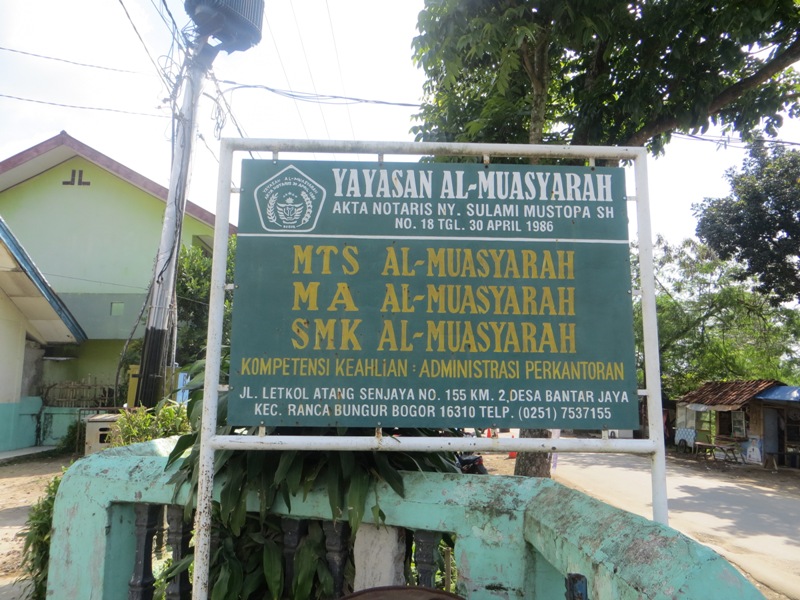 YAYASAN AL-MUASYARAH
AKTA NOTARIS NY. SULAMI MUSTOPA SH
NO. 18 TGL. 30 APRIL 1986
MTS AL-MUASYARAH
MA AL-MUASYARAH
SMK AL-MUASYARAH
KOMPETENSI KEAHLIAN : ADMINISTRASI PERKANTORAN
JL. LETKOL ATANG SENJAYA NO. 155 KM. 2, DESA BANTAR JAYA
KEC. RANCA BUNGUR BOGOR 16310 TELP. (0251) 7537155